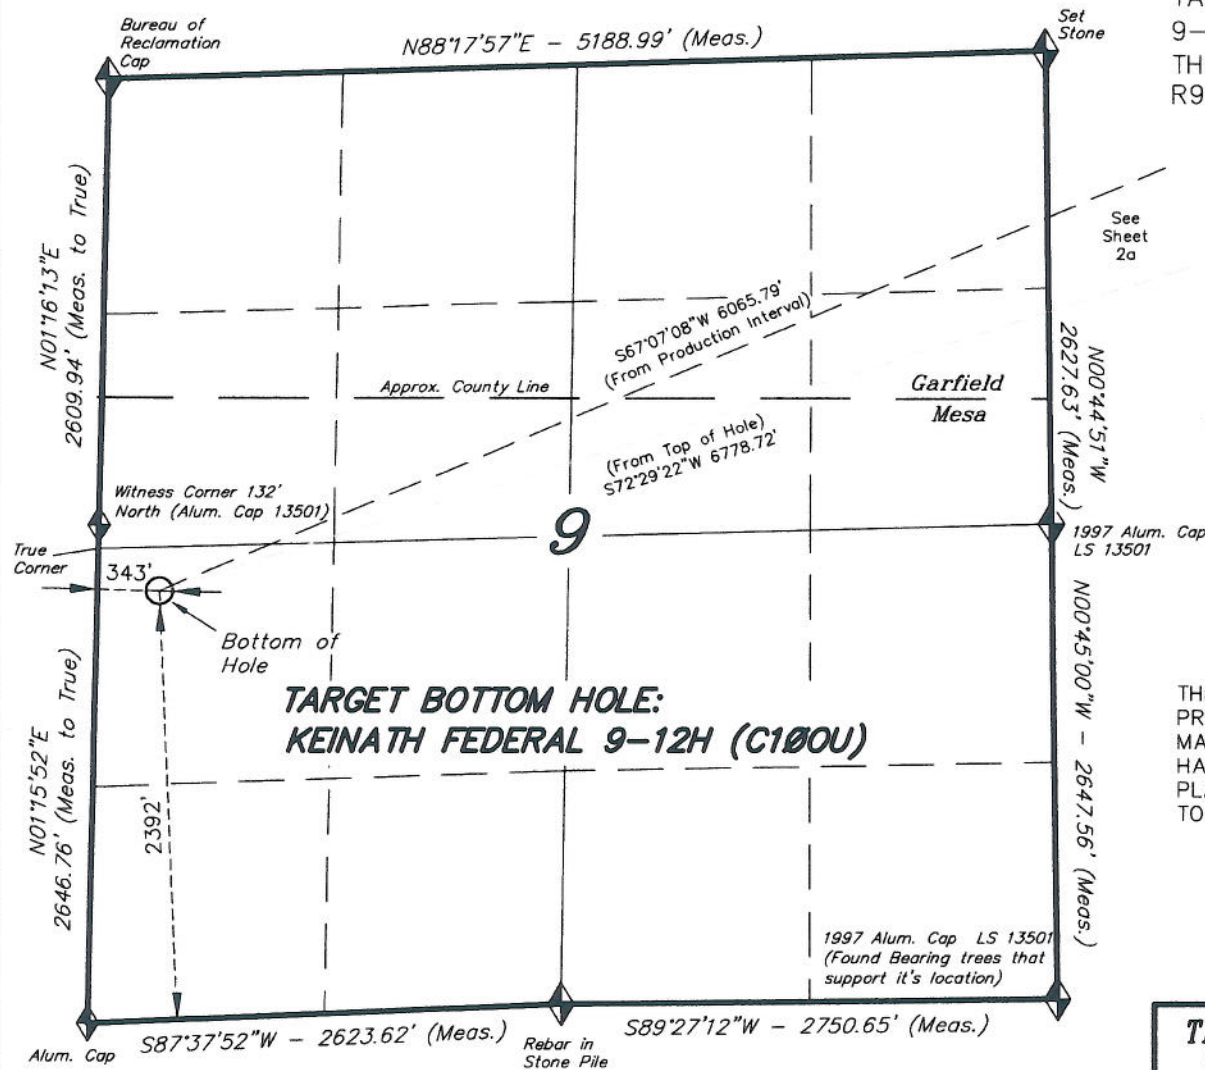 Bureau of
Reclamation
Cap
N88°17'57"E - 5188.99' (Meas.)
Set
Stone
9-
TH
R9
N01°16'13"E
2609.94' (Meas. to True)
See
Sheet
2a
S67°07'08"W 6065.79'
(From Production Interval)
Approx. County Line
Garfield
Mesa
N00°44'51"W
2627.63' (Meas.)
(From Top of Hole)
S72°29'22"W 6778.72'
Witness Corner 132'
North (Alum. Cap 13501)
9
True
Corner
1997 Alum. Cap
LS 13501
343'
Bottom of
Hole
TARGET BOTTOM HOLE:
KEINATH FEDERAL 9-12H (C1ØOU)
N01°15'52"E
2646.76' (Meas. to True)
2392'
N00°45'00"W - 2647.56' (Meas.)
TH
PR
MA
HA
PL
TO
1997 Alum. Cap LS 13501
(Found Bearing trees that
support it's location)
Alum. Cap
S87°37'52"W - 2623.62' (Meas.)
Rebar in
Stone Pile
S89°27'12"W - 2750.65' (Meas.)